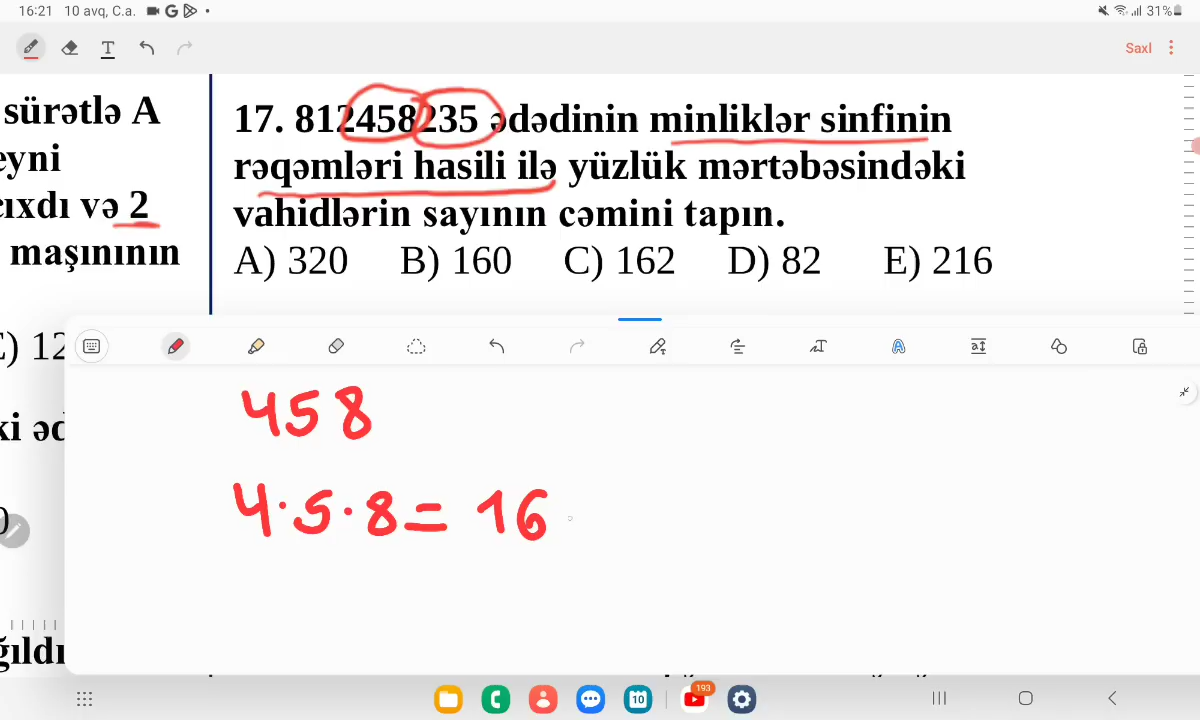 16:21 10 avq, C.a.
31%
T
Saxl
sürətlə A
eyni
cıxdı və 2
maşınının
E) 12
ki əd
0
ğıldı
17. 812458235 ədədinin minliklər sinfinin
rəqəmləri hasili ilə yüzlük mərtəbəsindəki
vahidlərin sayının cəmini tapın.
A) 320 B) 160 C) 162 D) 82 E) 216
458
4·5·8= 16
10
193